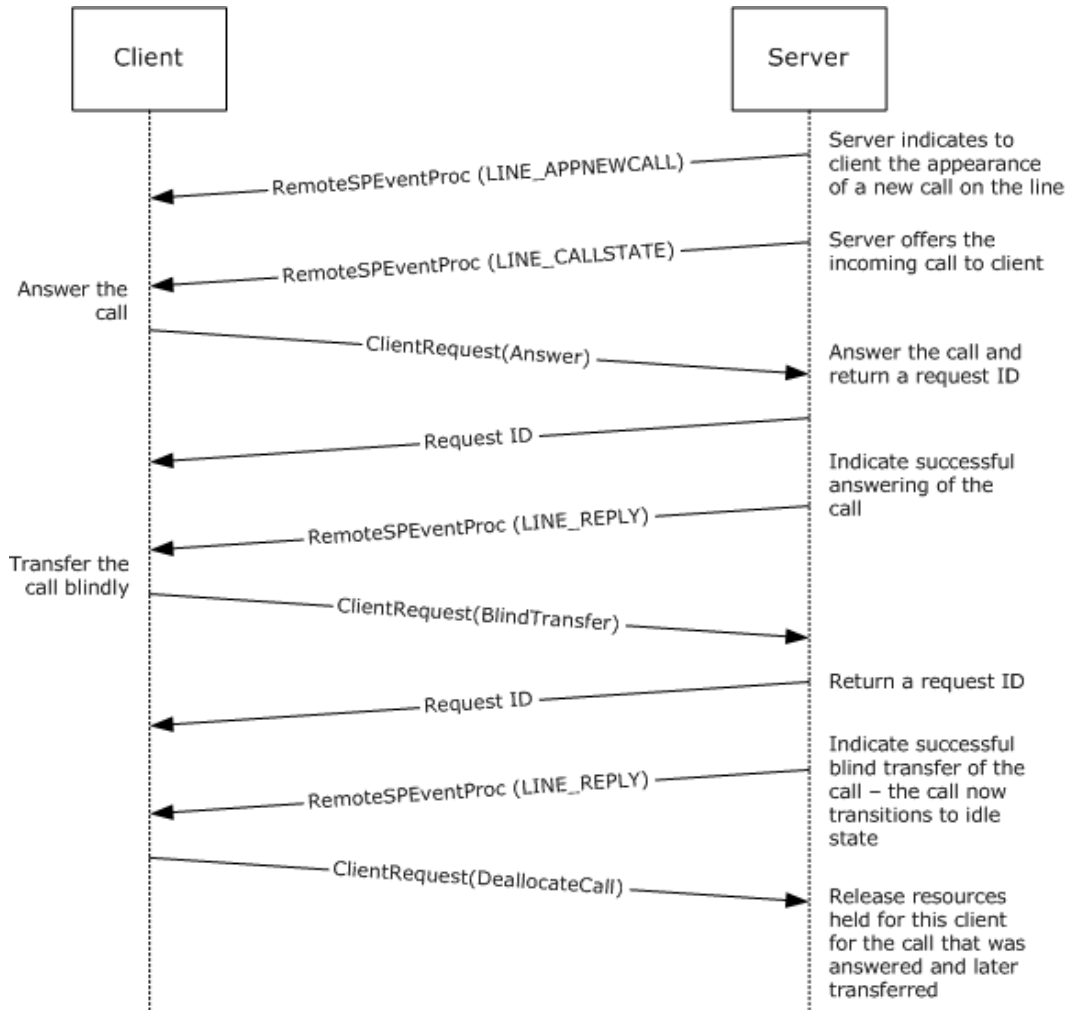 Client
Server
Server indicates to
client the appearance
of a new call on the line
RemoteSPEventProc (LINE_APPNEWCALL)
Server offers the
incoming call to client
RemoteSPEventProc (LINE_CALLSTATE)
Answer the
call
ClientRequest(Answer)
Answer the call and
return a request ID
Request ID
Indicate successful
answering of the
call
RemoteSPEventProc (LINE_REPLY)
Transfer the
call blindly
ClientRequest(BlindTransfer)
Return a request ID
Request ID
Indicate successful
blind transfer of the
call – the call now
transitions to idle
state
RemoteSPEventProc (LINE_REPLY)
ClientRequest(DeallocateCall)
Release resources
held for this client
for the call that was
answered and later
transferred